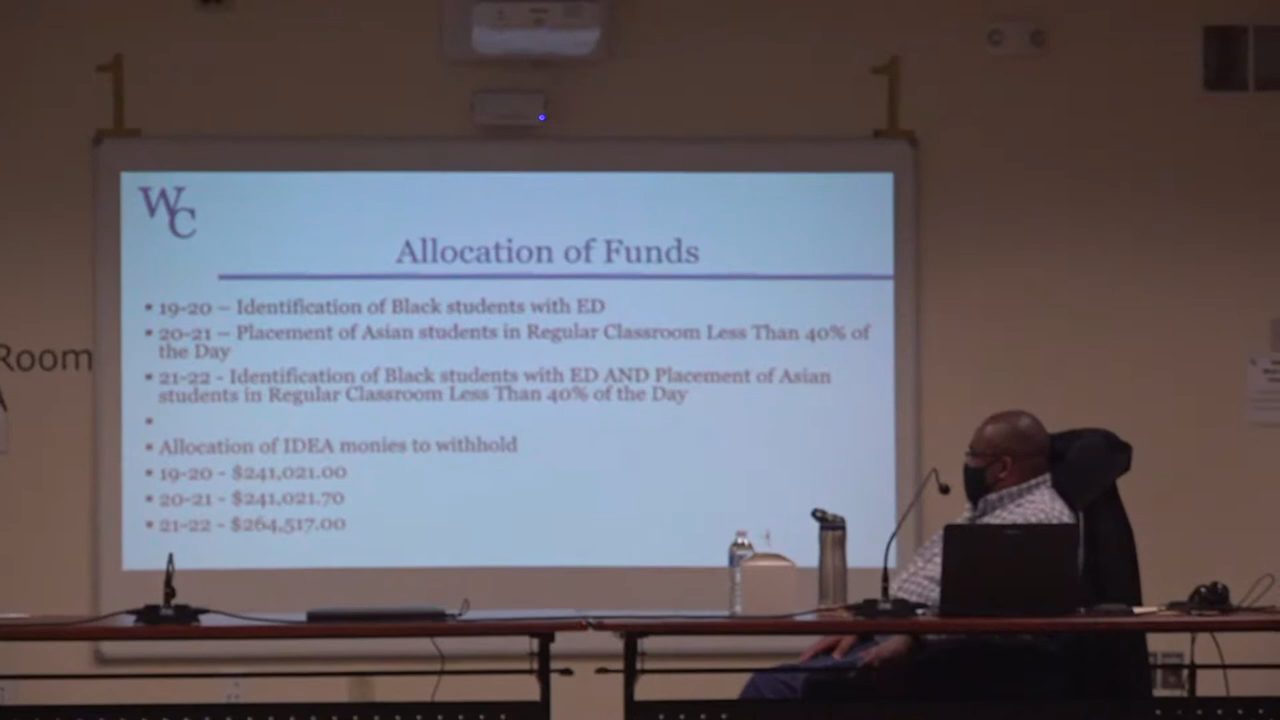 WC
Allocation of Funds
▪ 19-20 – Identification of Black students with ED
▪ 20-21 – Placement of Asian students in Regular Classroom Less Than 40% of
the Day
▪ 21-22 - Identification of Black students with ED AND Placement of Asian
students in Regular Classroom Less Than 40% of the Day
▪
▪ Allocation of IDEA monies to withhold
▪ 19-20 - $241,021.00
▪ 20-21 - $241,021.70
▪ 21-22 - $264,517.00
Room